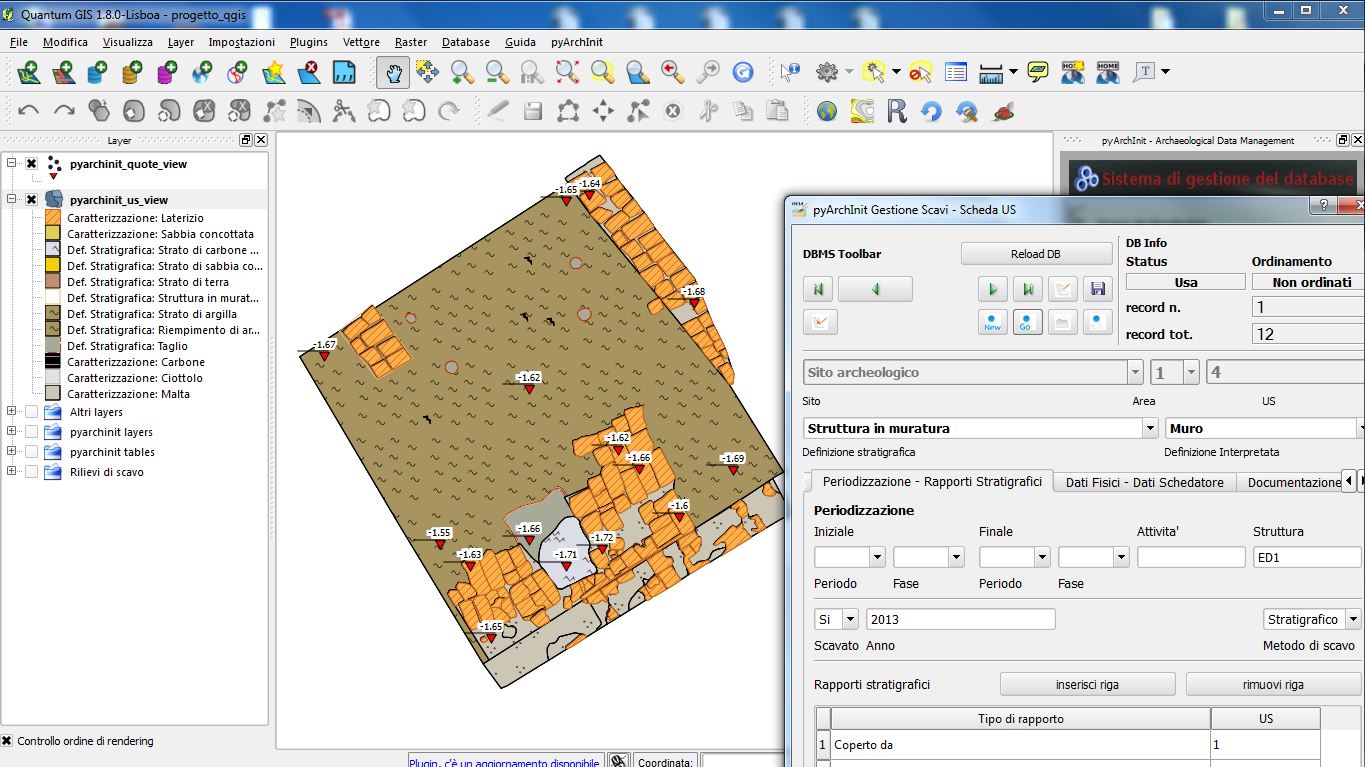 Quantum GIS 1.8.0-Lisboa - progetto_qgis
File Modifica Visualizza Layer Impostazioni Plugins Vettore Raster Database Guida pyArchInit
Layer
pyarchinit_quote_view
pyarchinit_us_view
Caratterizzazione: Laterizio
Caratterizzazione: Sabbia concottata
Def. Stratigrafica: Strato di carbone ...
Def. Stratigrafica: Strato di sabbia co...
Def. Stratigrafica: Strato di terra
Def. Stratigrafica: Struttura in murat...
Def. Stratigrafica: Strato di argilla
Def. Stratigrafica: Riempimento di ar...
Def. Stratigrafica: Taglio
Caratterizzazione: Carbone
Caratterizzazione: Ciottolo
Caratterizzazione: Malta
Altri layers
pyarchinit layers
pyarchinit tables
Rilievi di scavo
Controllo ordine di rendering
-1.64
-1.65
-1.68
-1.67
-1.62
-1.62
-1.66
-1.69
-1.6
-1.55
-1.66
-1.72
-1.63
-1.71
-1.65
Plugin, c'è un aggiornamento disponibile
Coordinata:
pyArchInit - Archaeological Data Management
Sistema di gestione del database
pyArchInit Gestione Scavi - Scheda US
DBMS Toolbar
Reload DB
New
Go
DB Info
Status
Ordinamento
Usa
Non ordinati
record n.
1
record tot.
12
Sito archeologico
1
4
Sito
Area
US
Struttura in muratura
Muro
Definizione stratigrafica
Definizione Interpretata
Periodizzazione - Rapporti Stratigrafici
Dati Fisici - Dati Schedatore
Documentazione
Periodizzazione
Iniziale
Finale
Attivita'
Struttura
ED1
Periodo
Fase
Periodo
Fase
Si
2013
Stratigrafico
Scavato
Anno
Metodo di scavo
Rapporti stratigrafici
inserisci riga
rimuovi riga
Tipo di rapporto
US
1
Coperto da
1